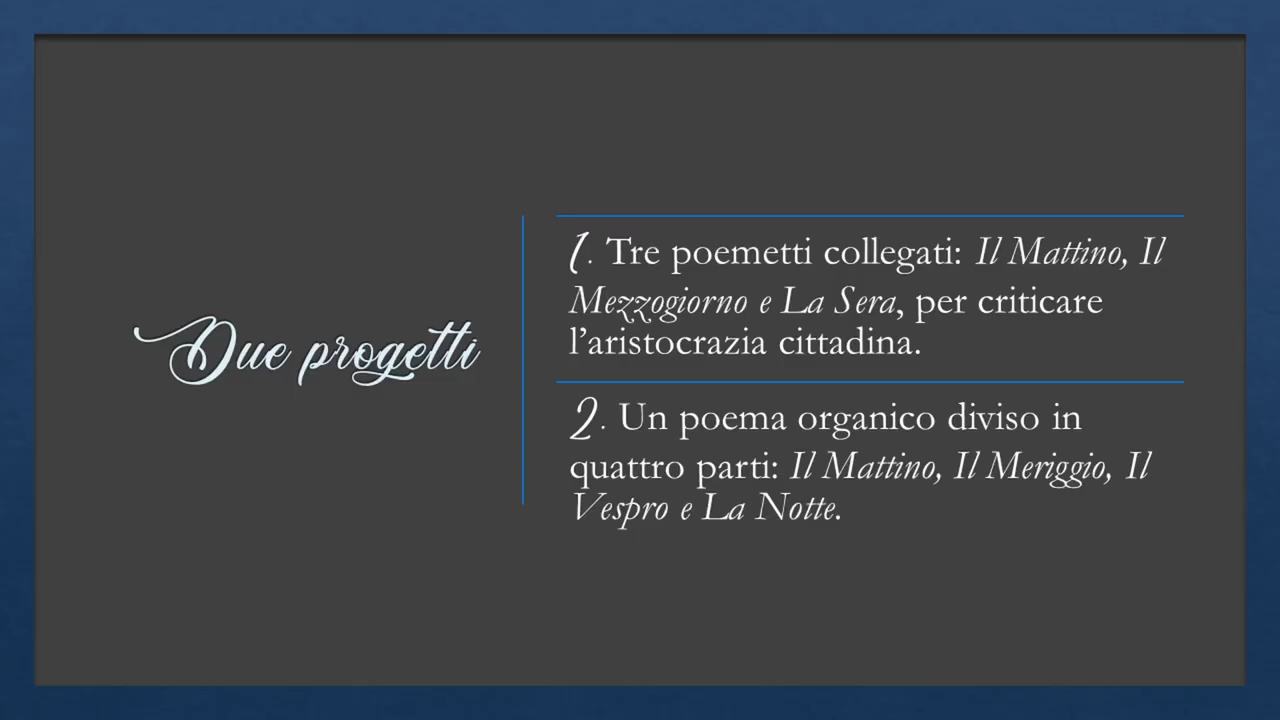 Due progetti
1. Tre poemetti collegati: Il Mattino, Il
Mezzogiorno e La Sera, per criticare
l’aristocrazia cittadina.
2. Un poema organico diviso in
quattro parti: Il Mattino, Il Meriggio, Il
Vespro e La Notte.